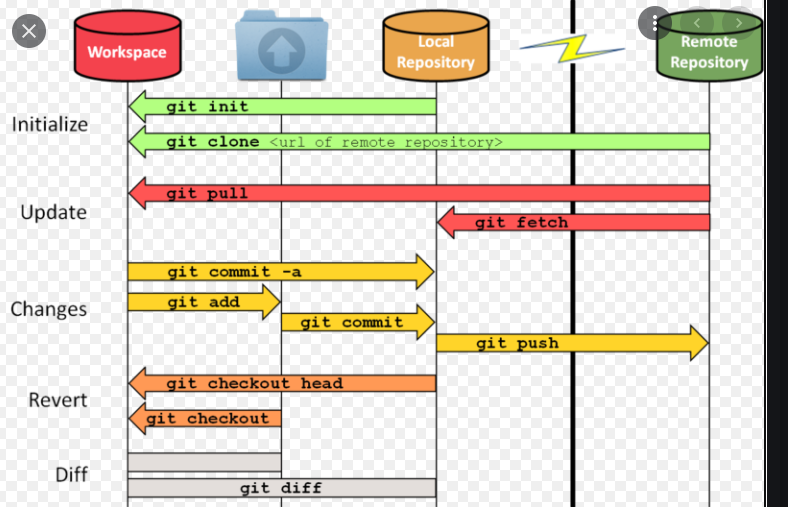 Workspace
Local
Repository
Remote
Repository
Initialize
git init
git clone <url of remote repository>
Update
git pull
git fetch
Changes
git commit -a
git add
git commit
git push
Revert
git checkout head
git checkout
Diff
git diff